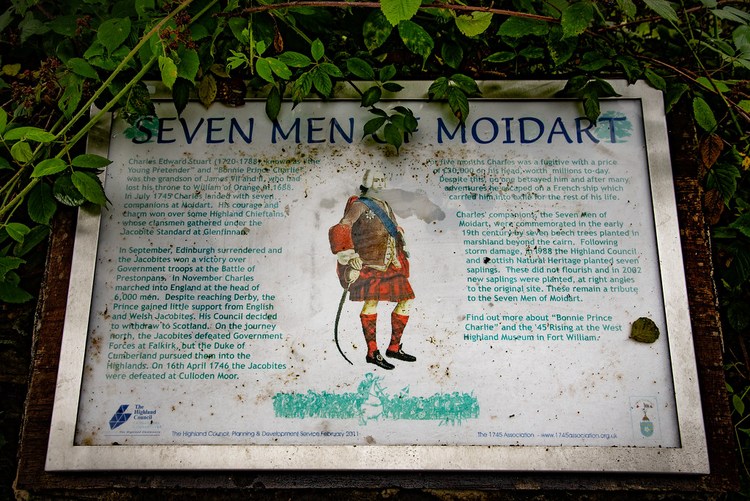 SEVEN MEN OF MOIDART
Charles Edward Stuart (1720-1788) known as "the
Young Pretender" and "Bonnie Prince Charlie"
was the grandson of James VII and II, who had
lost his throne to William of Orange in 1688.
In July 1745 Charles landed with seven
companions at Moidart. His courage and
charm won over some Highland Chieftains
whose clansmen gathered under the
Jacobite Standard at Glenfinnan.
In September, Edinburgh surrendered and
the Jacobites won a victory over
Government troops at the Battle of
Prestonpans. In November Charles
marched into England at the head of
6,000 men. Despite reaching Derby, the
Prince gained little support from English
and Welsh Jacobites. His Council decided
to withdraw to Scotland. On the journey
north, the Jacobites defeated Government
Forces at Falkirk, but the Duke of
Cumberland pursued them into the
Highlands. On 16th April 1746 the Jacobites
were defeated at Culloden Moor.
five months Charles was a fugitive with a price
of £30,000 on his head, worth millions to-day.
Despite this, no one betrayed him and after many
adventures he escaped on a French ship which
carried him into exile for the rest of his life.
Charles' companions, the Seven Men of
Moidart, were commemorated in the early
19th century by seven beech trees planted in
marshland beyond the cairn. Following
storm damage, in 1988 the Highland Council
and Scottish Natural Heritage planted seven
saplings. These did not flourish and in 2002
new saplings were planted, at right angles
to the original site. These remain a tribute
to the Seven Men of Moidart.
Find out more about "Bonnie Prince
Charlie" and the '45 Rising at the West
Highland Museum in Fort William.
The
Highland
Council
The Highland Council, Planning & Development Service, February 2011
The 1745 Association - www.1745association.org.uk